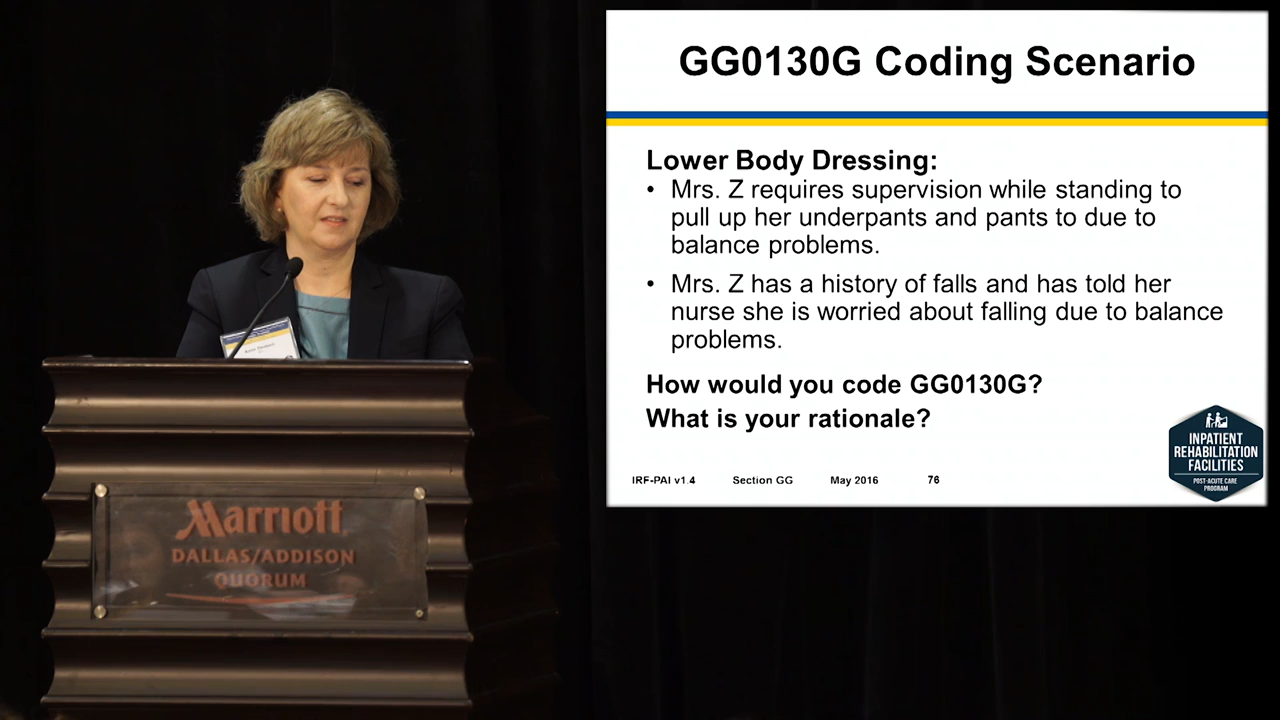 GG0130G Coding Scenario
Lower Body Dressing:
• Mrs. Z requires supervision while standing to
pull up her underpants and pants to due to
balance problems.
• Mrs. Z has a history of falls and has told her
nurse she is worried about falling due to balance
problems.
How would you code GG0130G?
What is your rationale?
IRF-PAI v1.4 Section GG May 2016 76
INPATIENT
REHABILITATION
FACILITIES
POST-ACUTE CARE
PROGRAM
Marriott
DALLAS/ADDISON
QUORUM